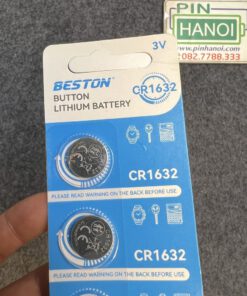 3V
PIN
HANOI
www.pinhanoi.com
082.7788.333
BESTON
BUTTON
LITHIUM BATTERY
CR1632
CR1632
PLEASE READ WARNING ON THE BACK BEFORE USE.
CR1632
PLEASE READ WARNING ON THE BACK BEFORE USE.